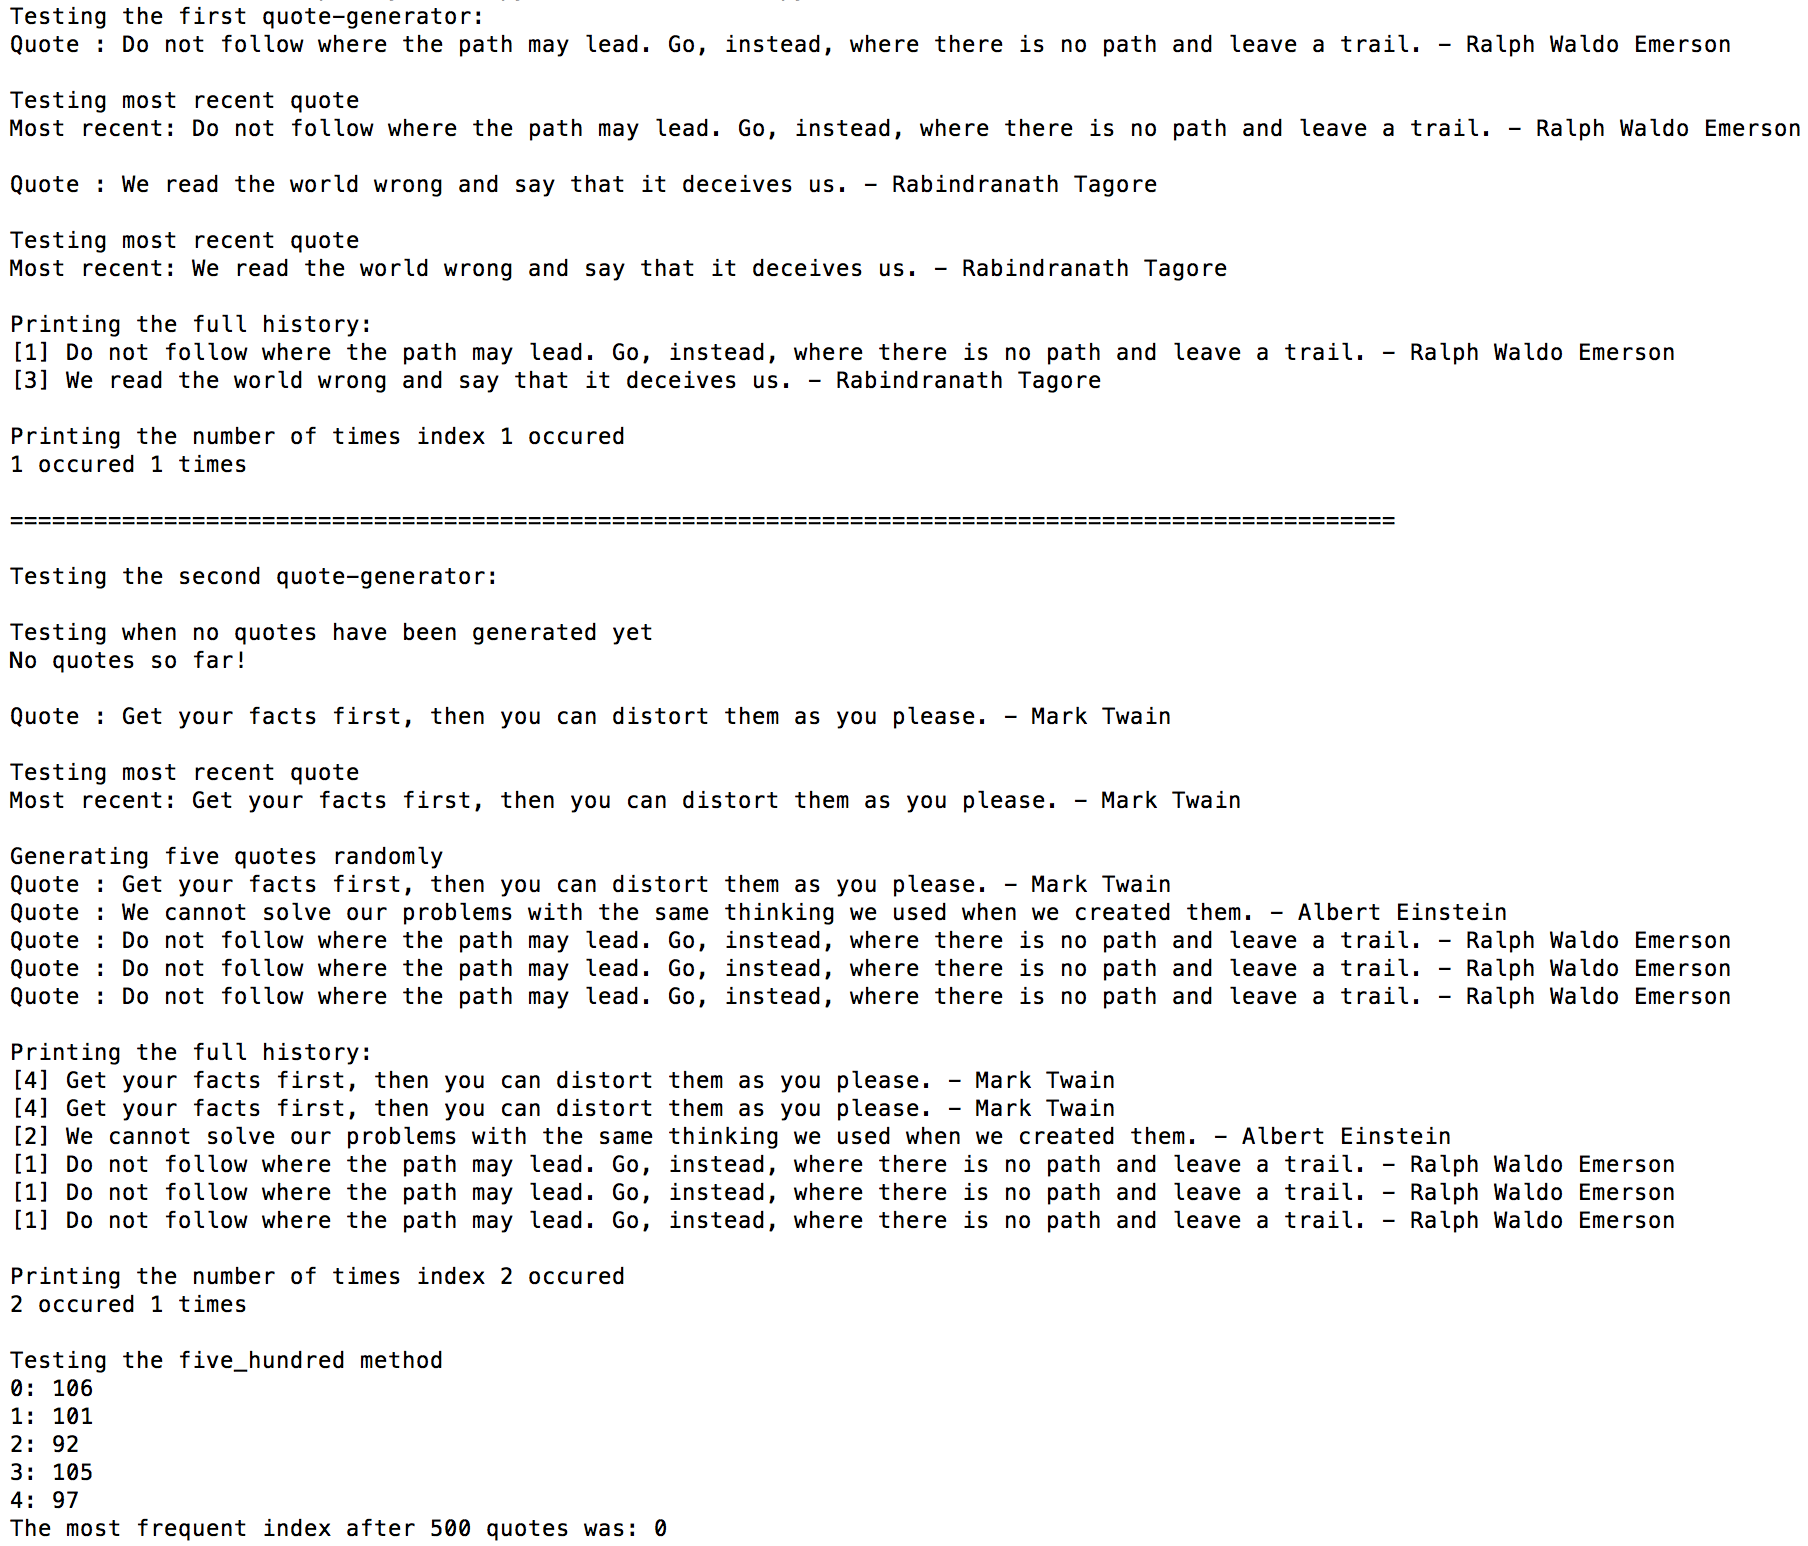 Testing the first quote-generator:
Quote : Do not follow where the path may lead. Go, instead, where there is no path and leave a trail. – Ralph Waldo Emerson
Testing most recent quote
Most recent: Do not follow where the path may lead. Go, instead, where there is no path and leave a trail. – Ralph Waldo Emerson
Quote : We read the world wrong and say that it deceives us. – Rabindranath Tagore
Testing most recent quote
Most recent: We read the world wrong and say that it deceives us. – Rabindranath Tagore
Printing the full history:
[1] Do not follow where the path may lead. Go, instead, where there is no path and leave a trail. – Ralph Waldo Emerson
[3] We read the world wrong and say that it deceives us. – Rabindranath Tagore
Printing the number of times index 1 occured
1 occured 1 times
===================================================================================================
Testing the second quote-generator:
Testing when no quotes have been generated yet
No quotes so far!
Quote : Get your facts first, then you can distort them as you please. – Mark Twain
Testing most recent quote
Most recent: Get your facts first, then you can distort them as you please. – Mark Twain
Generating five quotes randomly
Quote : Get your facts first, then you can distort them as you please. – Mark Twain
Quote : We cannot solve our problems with the same thinking we used when we created them. – Albert Einstein
Quote : Do not follow where the path may lead. Go, instead, where there is no path and leave a trail. – Ralph Waldo Emerson
Quote : Do not follow where the path may lead. Go, instead, where there is no path and leave a trail. – Ralph Waldo Emerson
Quote : Do not follow where the path may lead. Go, instead, where there is no path and leave a trail. – Ralph Waldo Emerson
Printing the full history:
[4] Get your facts first, then you can distort them as you please. – Mark Twain
[4] Get your facts first, then you can distort them as you please. – Mark Twain
[2] We cannot solve our problems with the same thinking we used when we created them. – Albert Einstein
[1] Do not follow where the path may lead. Go, instead, where there is no path and leave a trail. – Ralph Waldo Emerson
[1] Do not follow where the path may lead. Go, instead, where there is no path and leave a trail. – Ralph Waldo Emerson
[1] Do not follow where the path may lead. Go, instead, where there is no path and leave a trail. – Ralph Waldo Emerson
Printing the number of times index 2 occured
2 occured 1 times
Testing the five_hundred method
0: 106
1: 101
2: 92
3: 105
4: 97
The most frequent index after 500 quotes was: 0